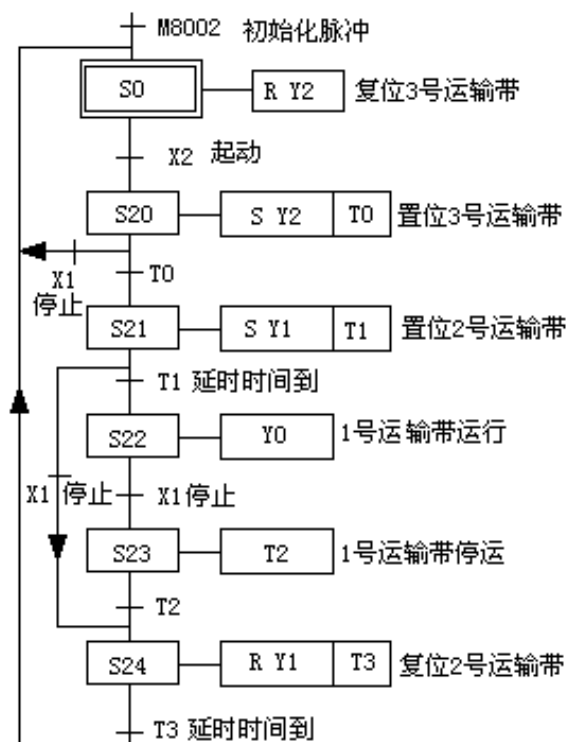 M8002 初始化脉冲
S0 R Y2 复位3号运输带
X2 起动
S20 S Y2 T0 置位3号运输带
X1 T0
停止
S21 S Y1 T1 置位2号运输带
T1 延时时间到
S22 Y0 1号运输带运行
X1 停止 X1停止
S23 T2 1号运输带停运
T2
S24 R Y1 T3 复位2号运输带
T3 延时时间到